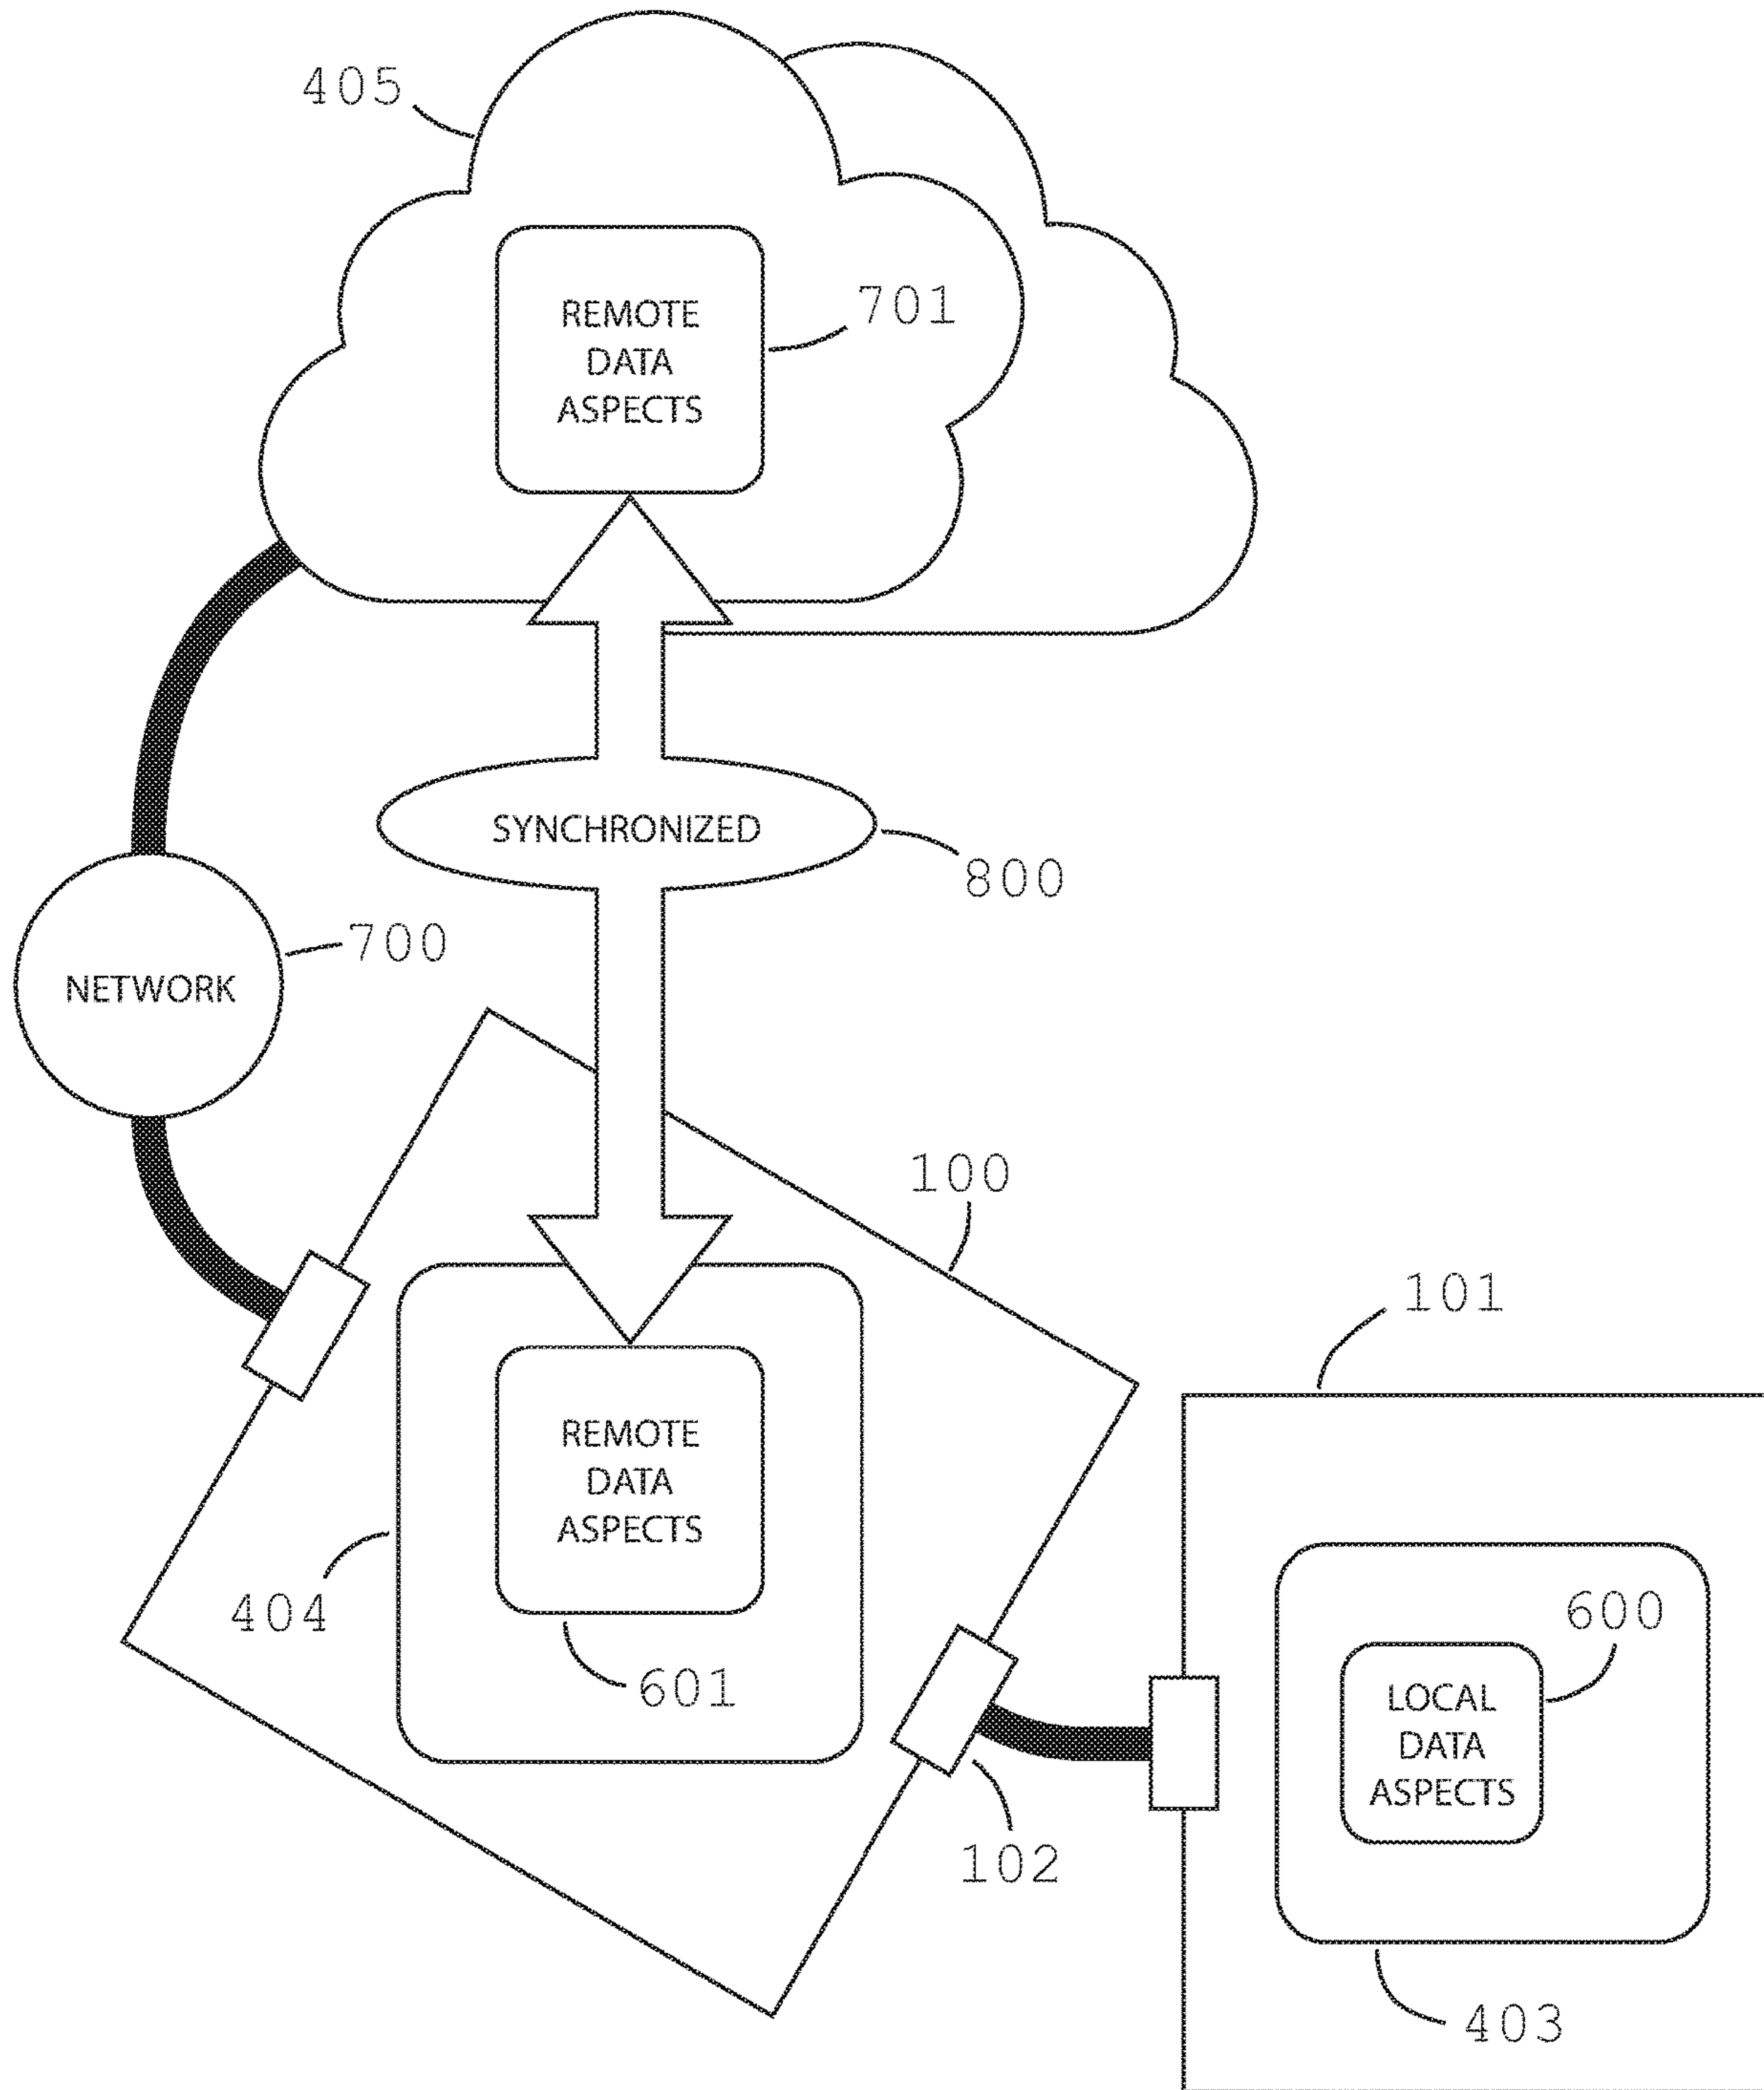 405
REMOTE
DATA
ASPECTS
701
SYNCHRONIZED
800
700
NETWORK
100
101
REMOTE
DATA
ASPECTS
404
601
600
LOCAL
DATA
ASPECTS
102
403